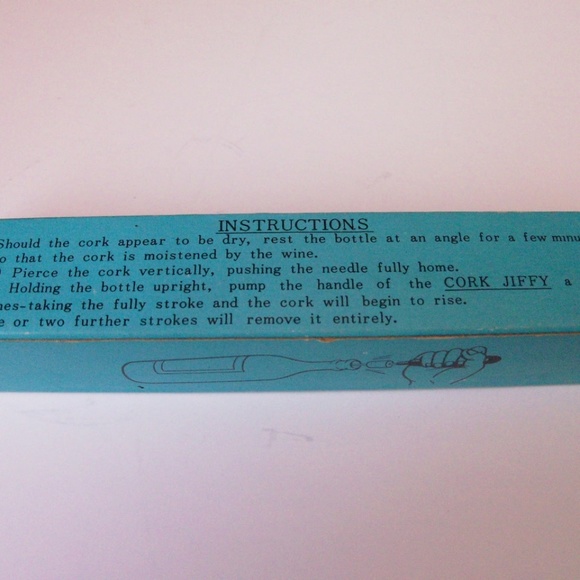 INSTRUCTIONS
Should the cork appear to be dry, rest the bottle at an angle for a few
that the cork is moistened by the wine.
Pierce the cork vertically, pushing the needle fully home.
Holding the bottle upright, pump the handle of the CORK JIFFY a
taking the fully stroke and the cork will begin to rise.
or two further strokes will remove it entirely.